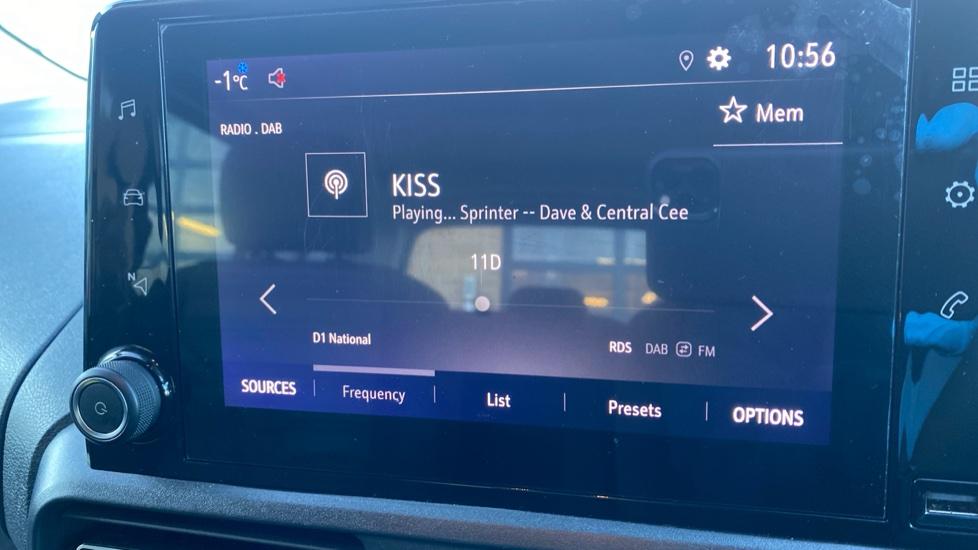 -1°C
10:56
Mem
RADIO . DAB
KISS
Playing... Sprinter -- Dave & Central Cee
11D
N
D1 National
RDS DAB FM
SOURCES Frequency List Presets OPTIONS